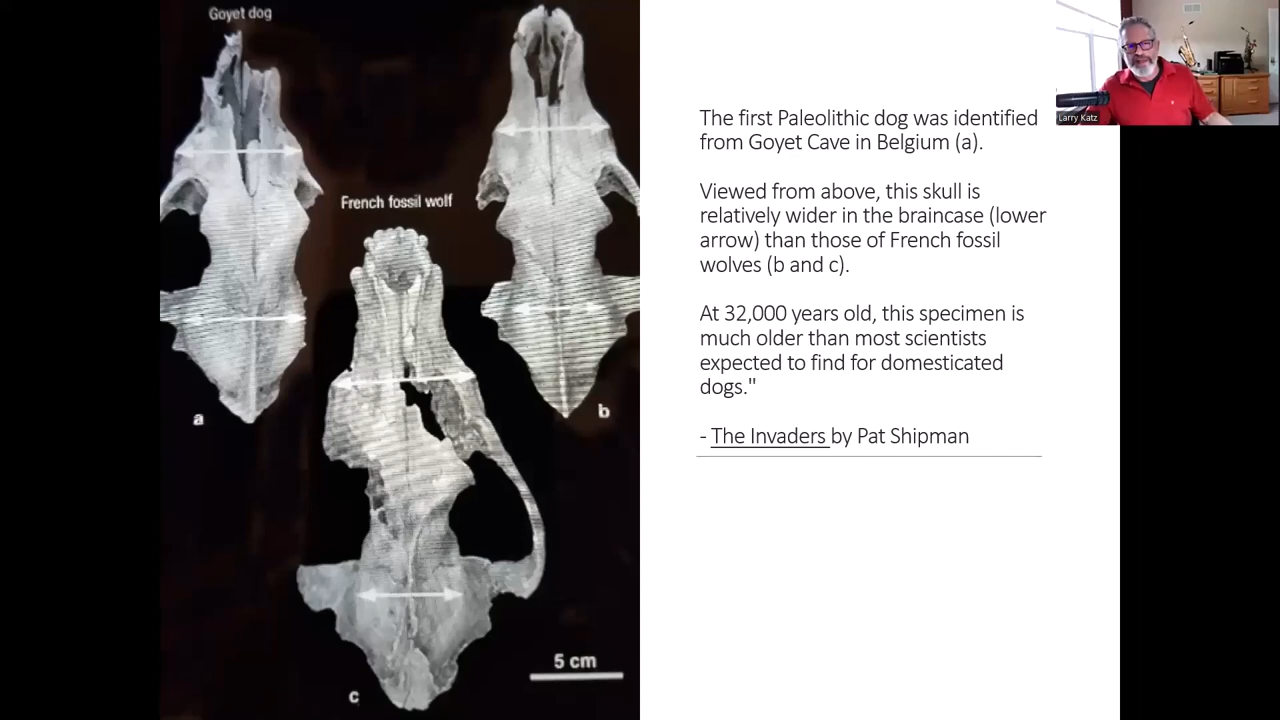 Goyet dog
French fossil wolf
a
b
c
5 cm
The first Paleolithic dog was identified
from Goyet Cave in Belgium (a).
Viewed from above, this skull is
relatively wider in the braincase (lower
arrow) than those of French fossil
wolves (b and c).
At 32,000 years old, this specimen is
much older than most scientists
expected to find for domesticated
dogs."
- The Invaders by Pat Shipman
Larry Katz